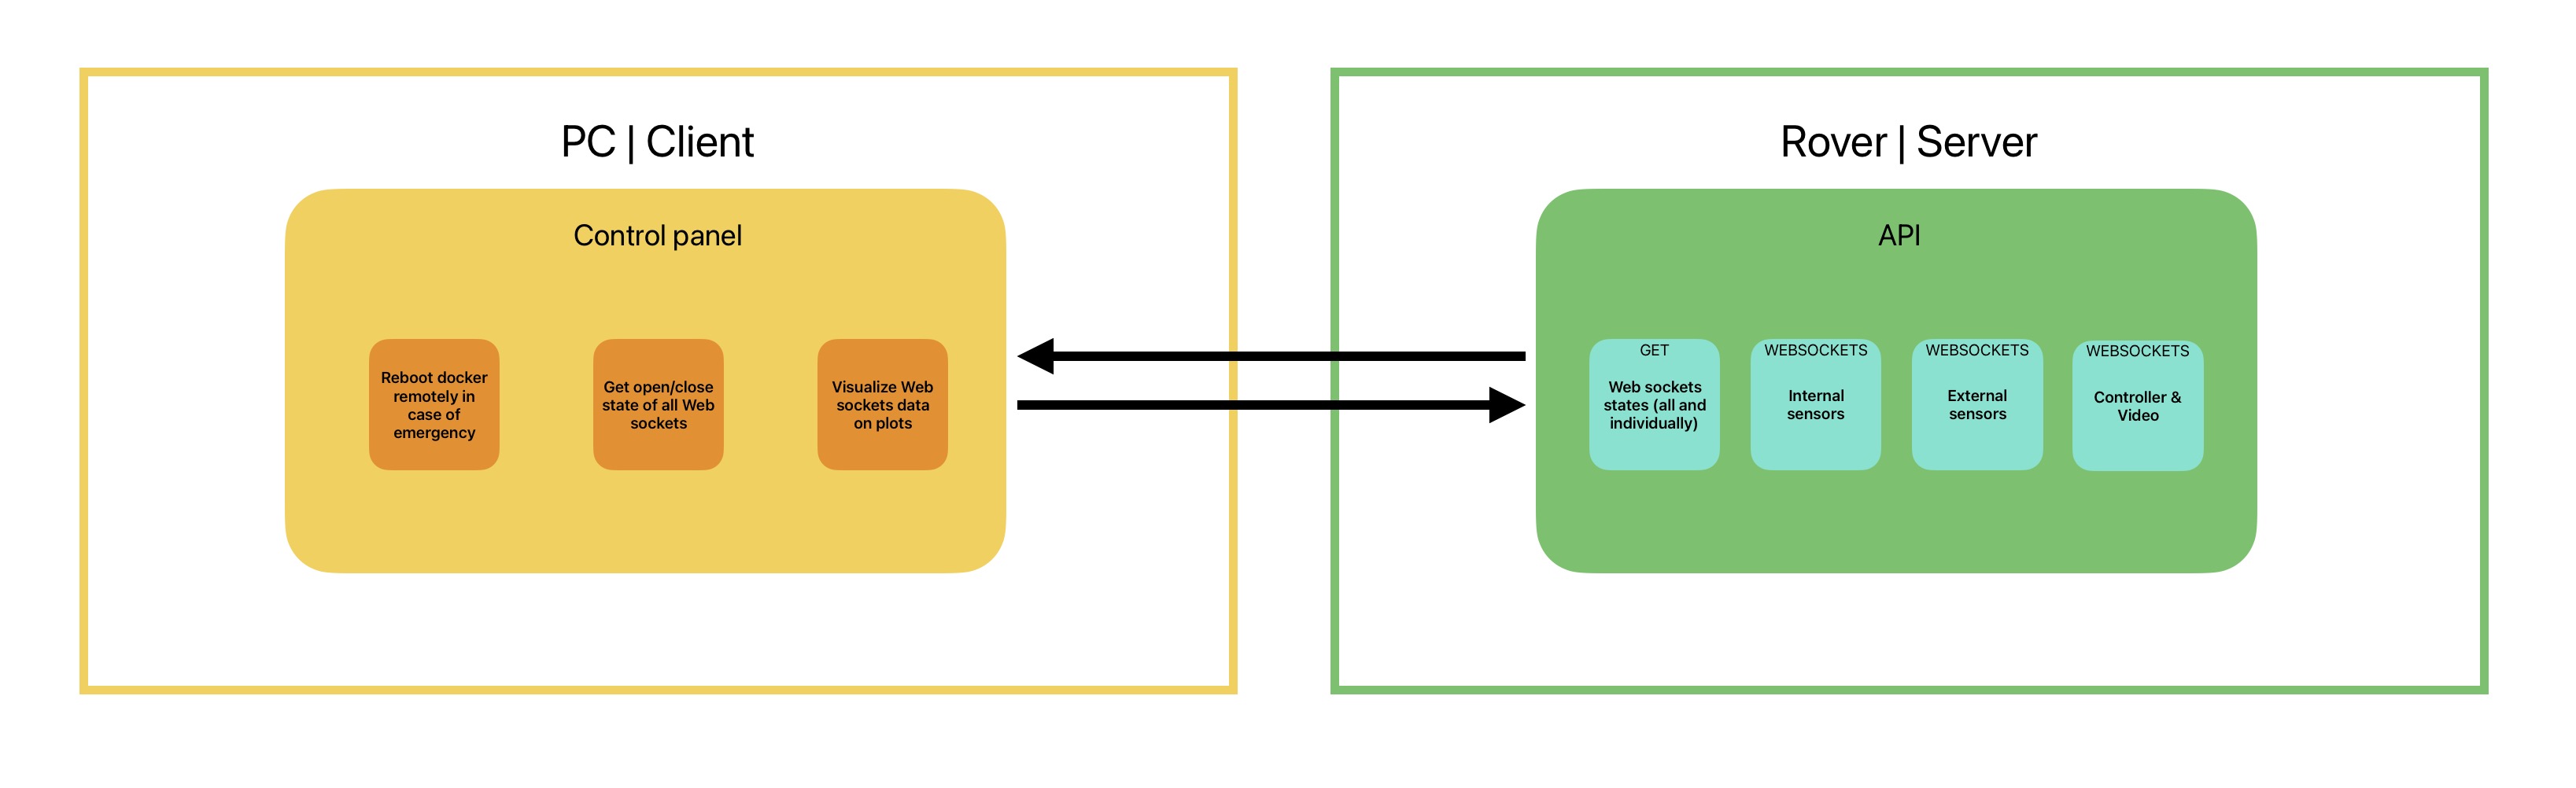 PC | Client
Control panel
Reboot docker
remotely in
case of
emergency
Get open/close
state of all Web
sockets
Visualize Web
sockets data
on plots
Rover | Server
API
GET
Web sockets
states (all and
individually)
WEBSOCKETS
Internal
sensors
WEBSOCKETS
External
sensors
WEBSOCKETS
Controller &
Video